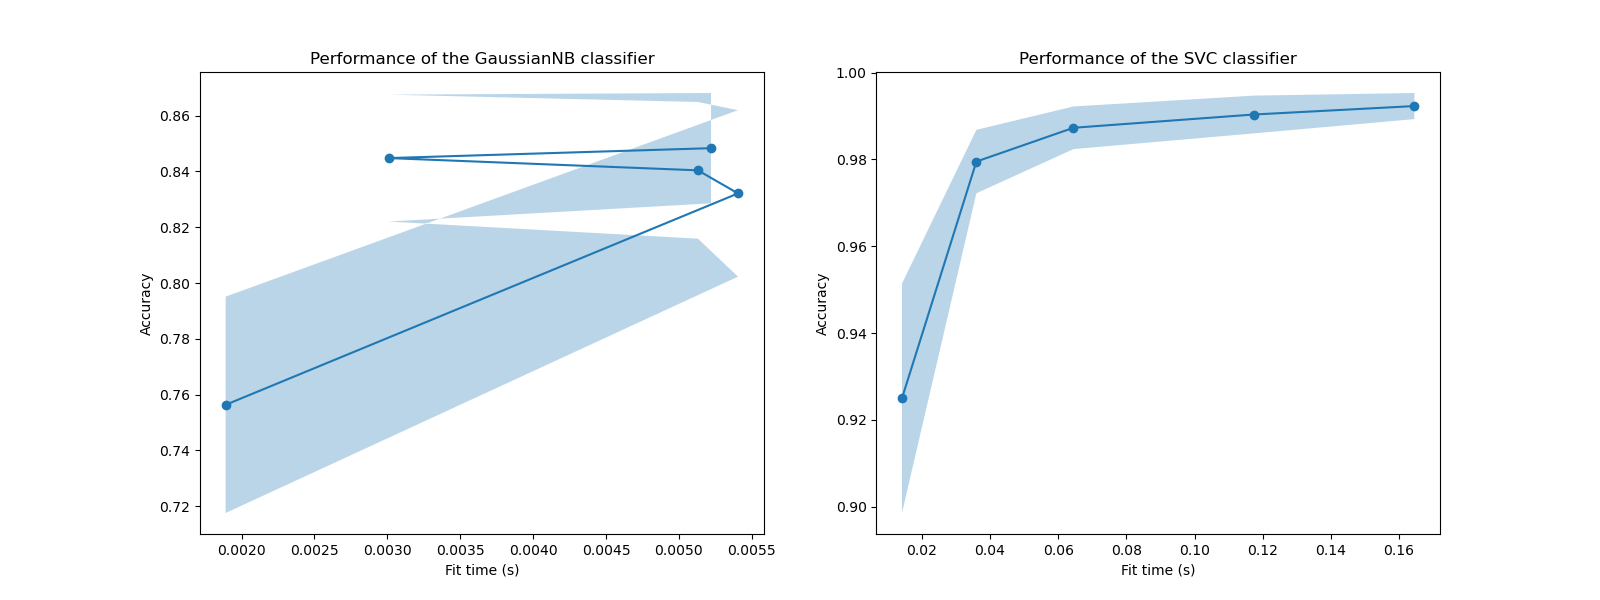 Performance of the GaussianNB classifier
Accuracy
0.86
0.84
0.82
0.80
0.78
0.76
0.74
0.72
0.0020 0.0025 0.0030 0.0035 0.0040 0.0045 0.0050 0.0055
Fit time (s)
Performance of the SVC classifier
Accuracy
1.00
0.98
0.96
0.94
0.92
0.90
0.02 0.04 0.06 0.08 0.10 0.12 0.14 0.16
Fit time (s)